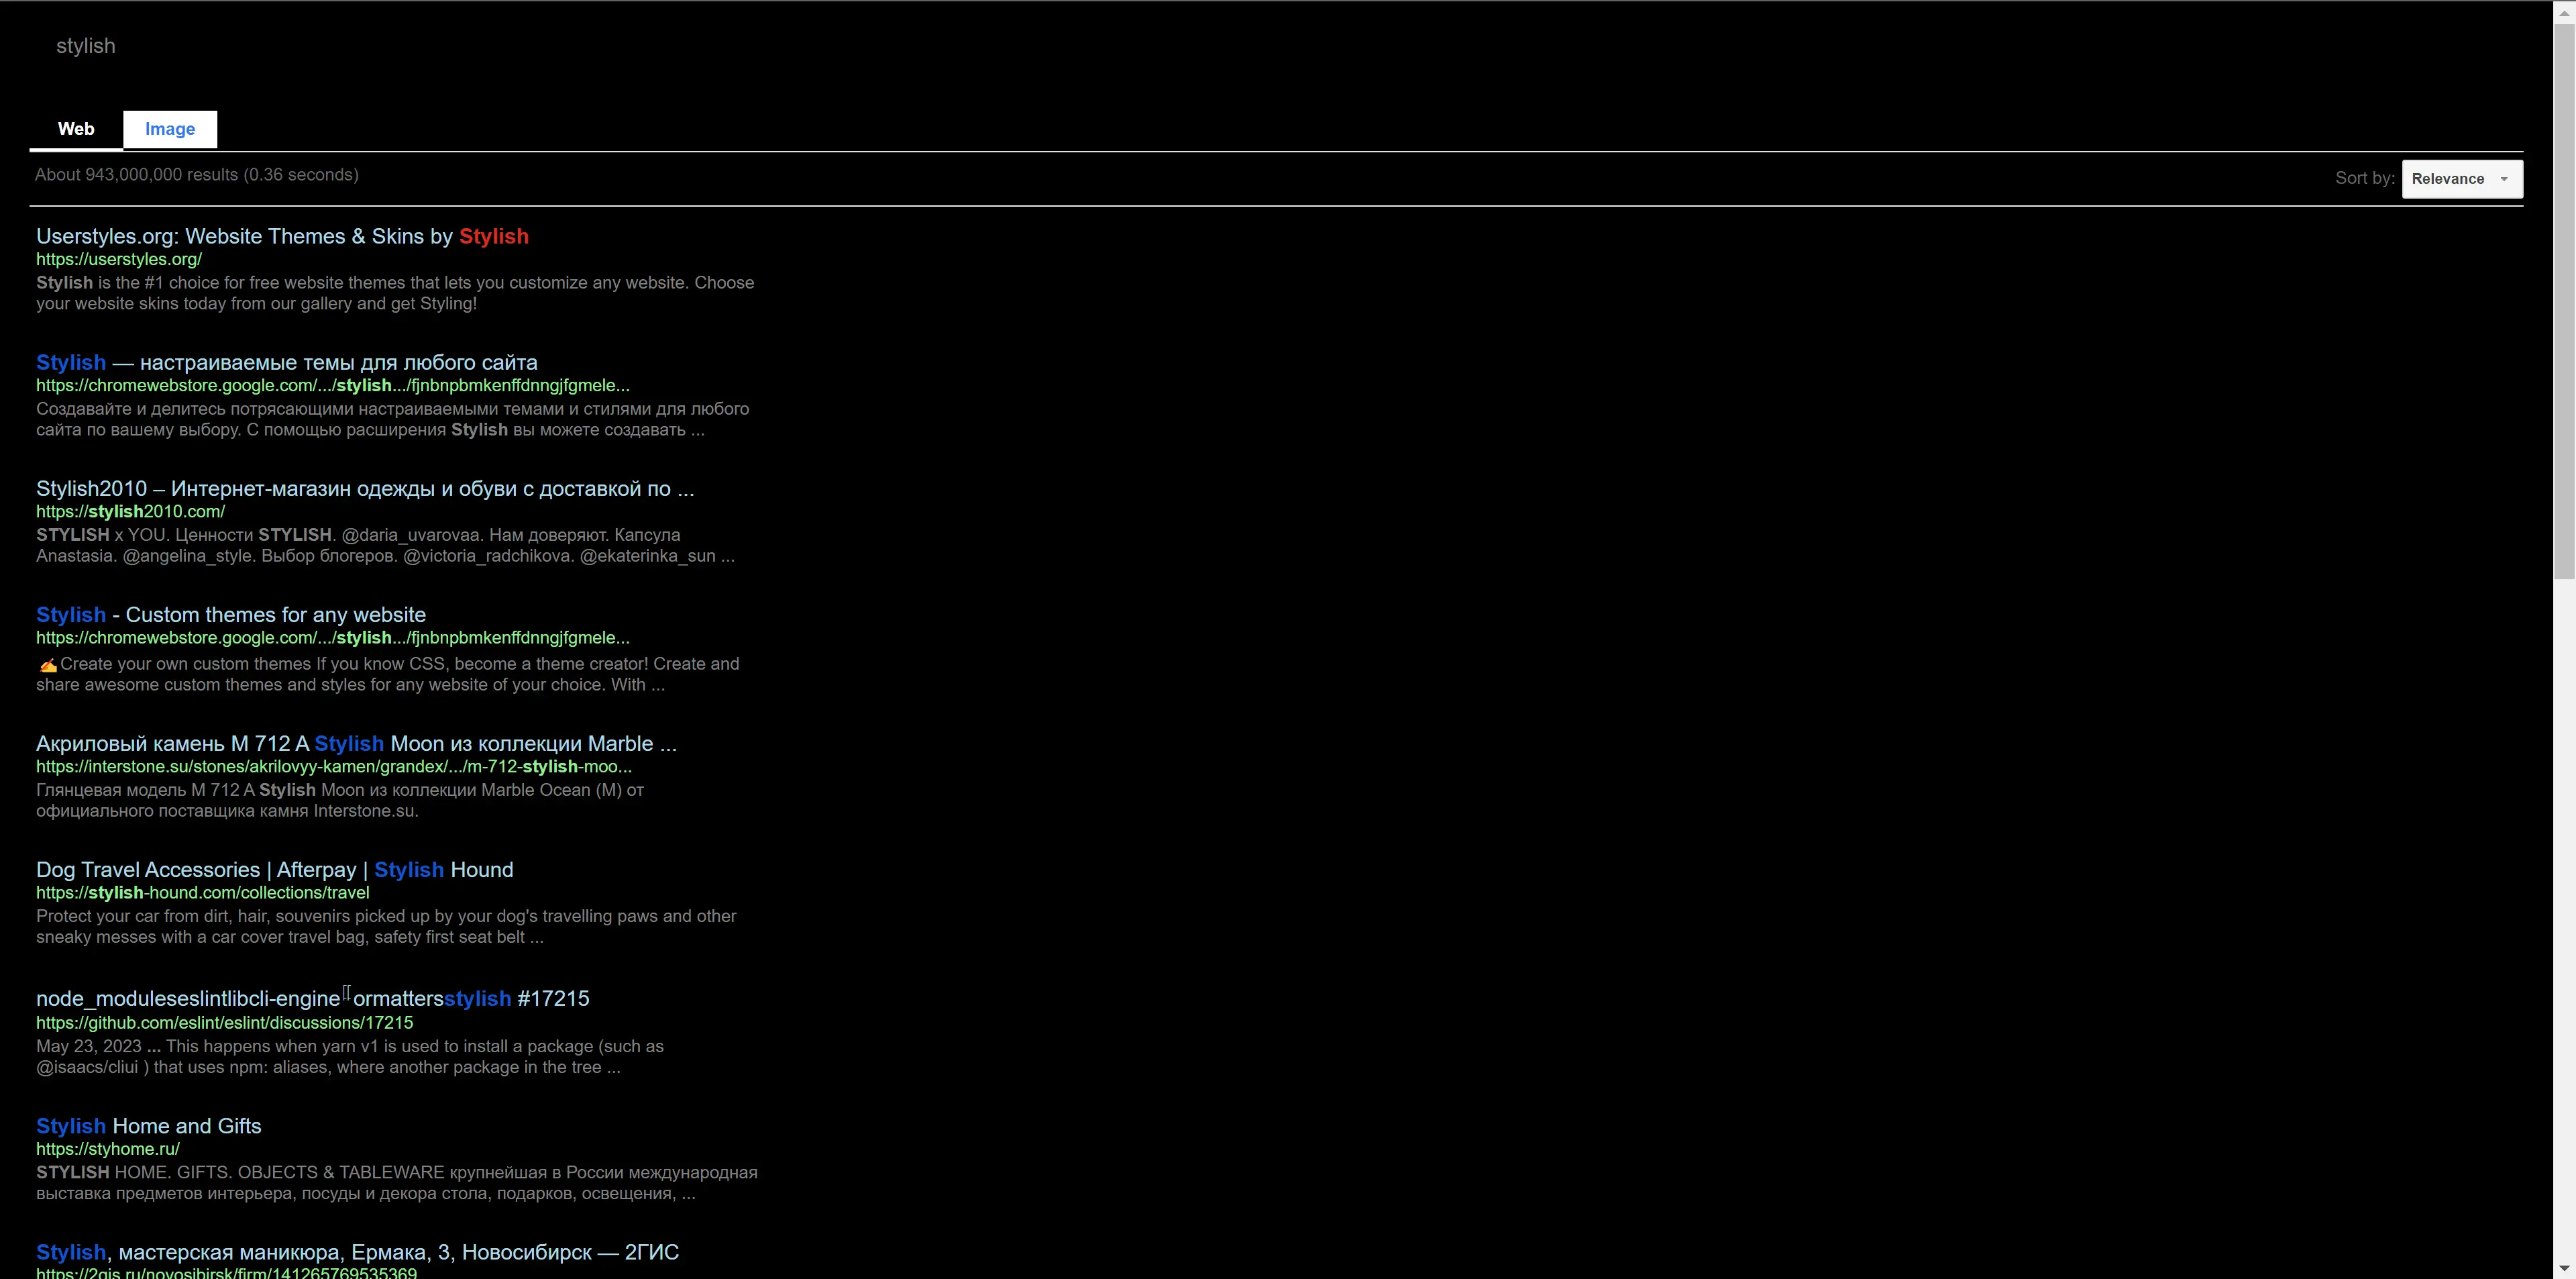 stylish
Web Image
About 943,000,000 results (0.36 seconds) Sort by: Relevance
Userstyles.org: Website Themes & Skins by Stylish
https://userstyles.org/
Stylish is the #1 choice for free website themes that lets you customize any website. Choose
your website skins today from our gallery and get Styling!
Stylish — настраиваемые темы для любого сайта
https://chromewebstore.google.com/.../stylish.../fjnbnpbmkenffdnngjfgmele...
Создавайте и делитесь потрясающими настраиваемыми темами и стилями для любого
сайта по вашему выбору. С помощью расширения Stylish вы можете создавать ...
Stylish2010 – Интернет-магазин одежды и обуви с доставкой по ...
https://stylish2010.com/
STYLISH x YOU. Ценности STYLISH. @daria_uvarovaa. Нам доверяют. Капсула
Anastasia. @angelina_style. Выбор блогеров. @victoria_radchikova. @ekaterinka_sun ...
Stylish - Custom themes for any website
https://chromewebstore.google.com/.../stylish.../fjnbnpbmkenffdnngjfgmele...
✍Create your own custom themes If you know CSS, become a theme creator! Create and
share awesome custom themes and styles for any website of your choice. With ...
Акриловый камень M 712 A Stylish Moon из коллекции Marble ...
https://interstone.su/stones/akrilovyy-kamen/grandex/.../m-712-stylish-moo...
Глянцевая модель M 712 A Stylish Moon из коллекции Marble Ocean (M) от
официального поставщика камня Interstone.su.
Dog Travel Accessories | Afterpay | Stylish Hound
https://stylish-hound.com/collections/travel
Protect your car from dirt, hair, souvenirs picked up by your dog's travelling paws and other
sneaky messes with a car cover travel bag, safety first seat belt ...
node_moduleseslintlibcli-engineormattersstylish #17215
https://github.com/eslint/eslint/discussions/17215
May 23, 2023 ... This happens when yarn v1 is used to install a package (such as
@isaacs/cliui ) that uses npm: aliases, where another package in the tree ...
Stylish Home and Gifts
https://styhome.ru/
STYLISH HOME. GIFTS. OBJECTS & TABLEWARE крупнейшая в России международная
выставка предметов интерьера, посуды и декора стола, подарков, освещения, ...
Stylish, мастерская маникюра, Ермака, 3, Новосибирск — 2ГИС
https://2gis.ru/novosibirsk/firm/141265769535369